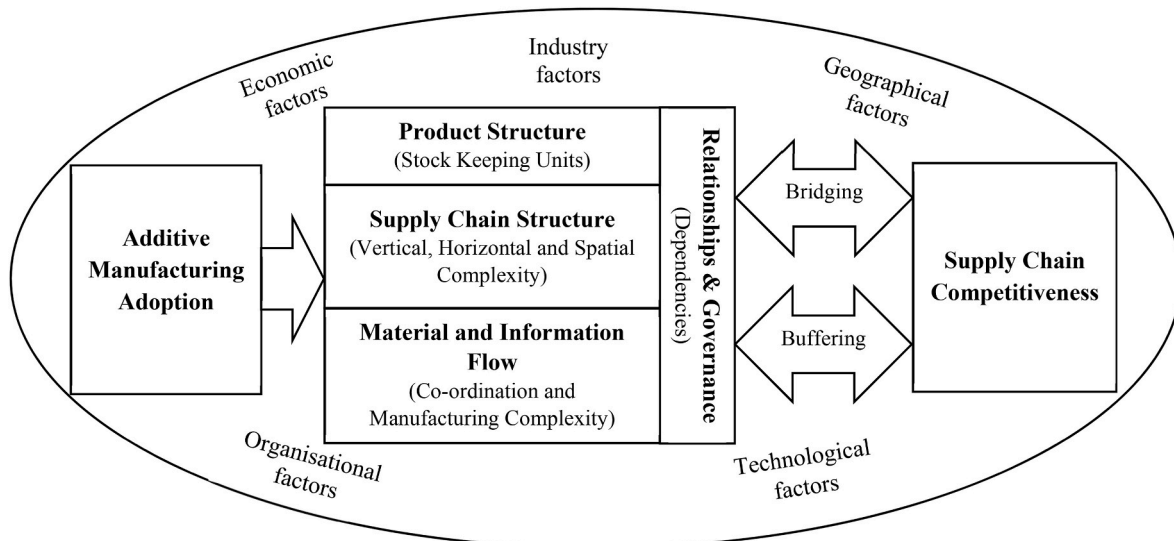 Economic
factors
Industry
factors
Geographical
factors
Additive
Manufacturing
Adoption
Product Structure
(Stock Keeping Units)
Supply Chain Structure
(Vertical, Horizontal and Spatial
Complexity)
Material and Information
Flow
(Co-ordination and
Manufacturing Complexity)
Relationships & Governance
(Dependencies)
Bridging
Buffering
Supply Chain
Competitiveness
Organisational
factors
Technological
factors